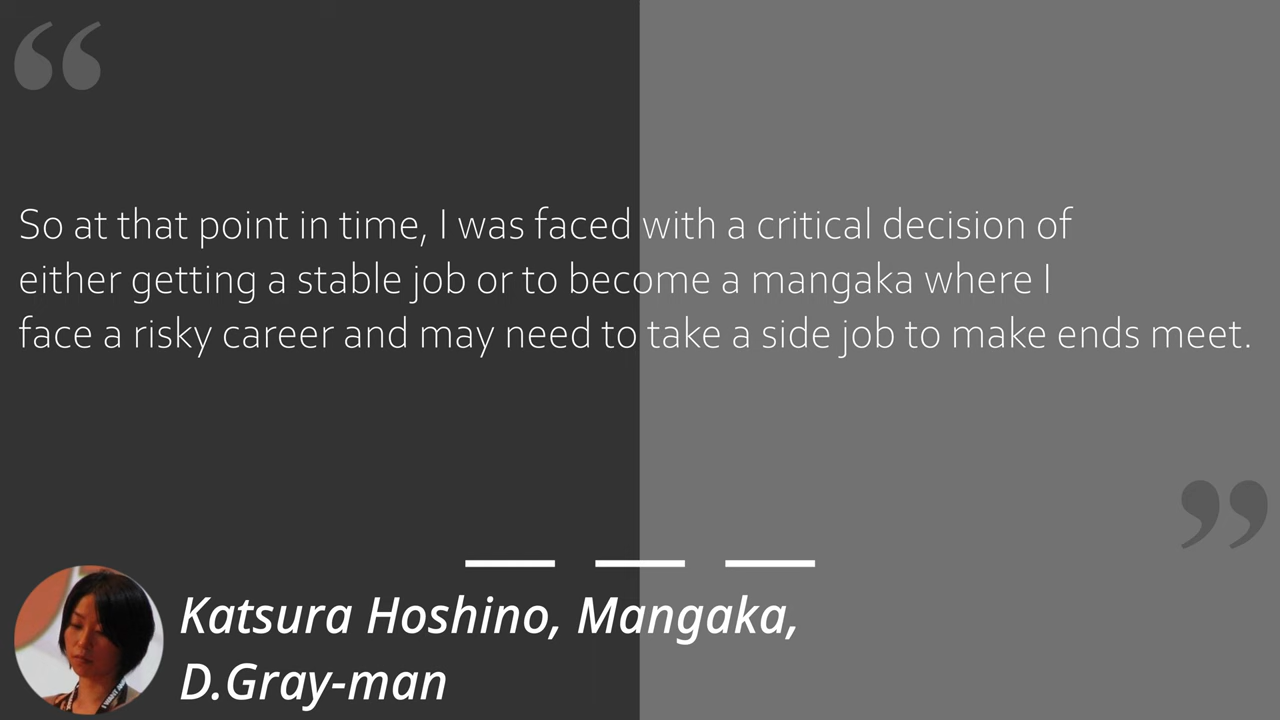 “
So at that point in time, I was faced with a critical decision of
either getting a stable job or to become a mangaka where I
face a risky career and may need to take a side job to make ends meet.
”
Katsura Hoshino, Mangaka,
D.Gray-man